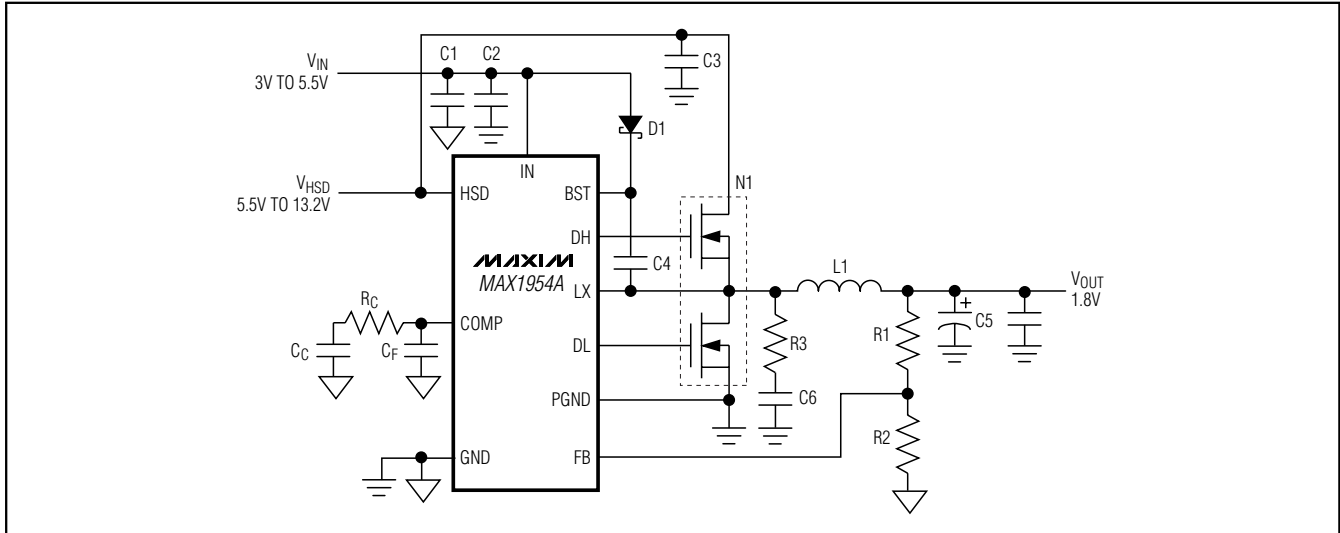 C1
C2
C3
VIN
3V TO 5.5V
D1
IN
VHSD
5.5V TO 13.2V
HSD
BST
N1
DH
MAXIM
MAX1954A
C4
LX
L1
VOUT
1.8V
RC
COMP
CC
CF
DL
R3
R1
C5
+
PGND
C6
R2
GND
FB